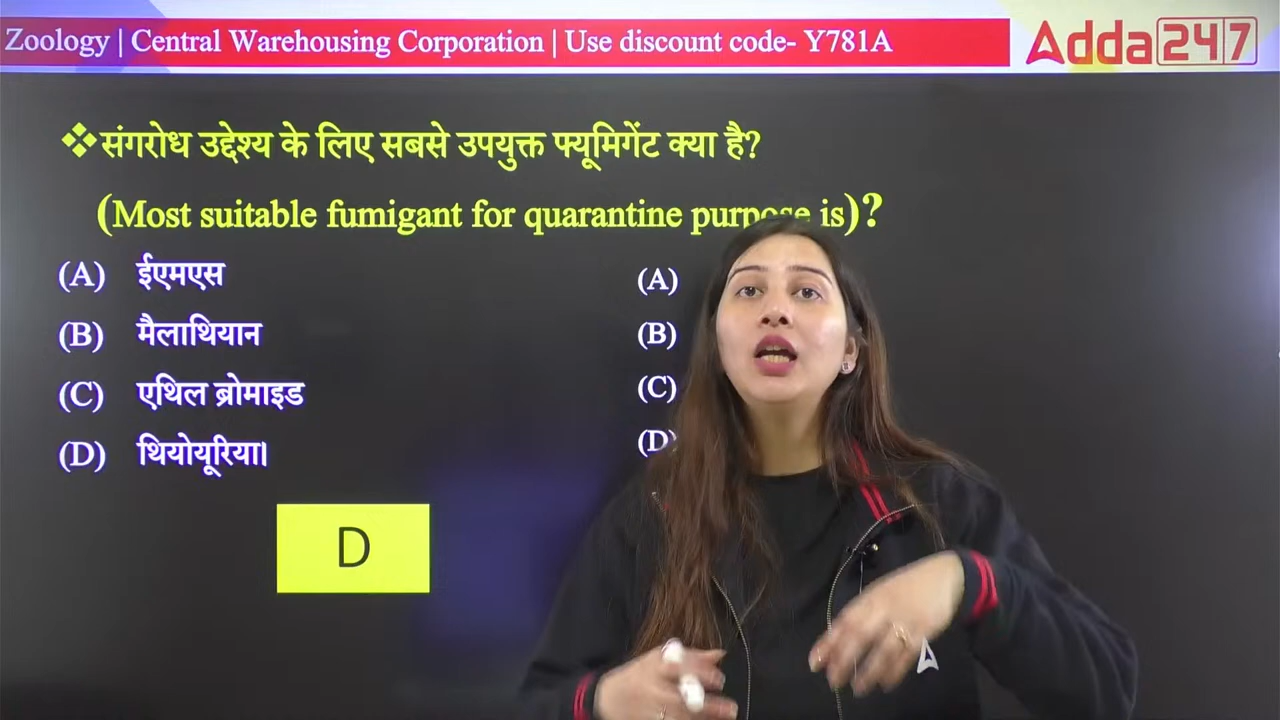 Zoology | Central Warehousing Corporation | Use discount code- Y781A
Adda247
❖संगरोध उद्देश्य के लिए सबसे उपयुक्त फ्यूमिगेंट क्या है?
(Most suitable fumigant for quarantine purpose is)?
(A) ईएमएस
(B) मैलाथियान
(C) एथिल ब्रोमाइड
(D) थियोयूरिया।
(A)
(B)
(C)
(D)
D